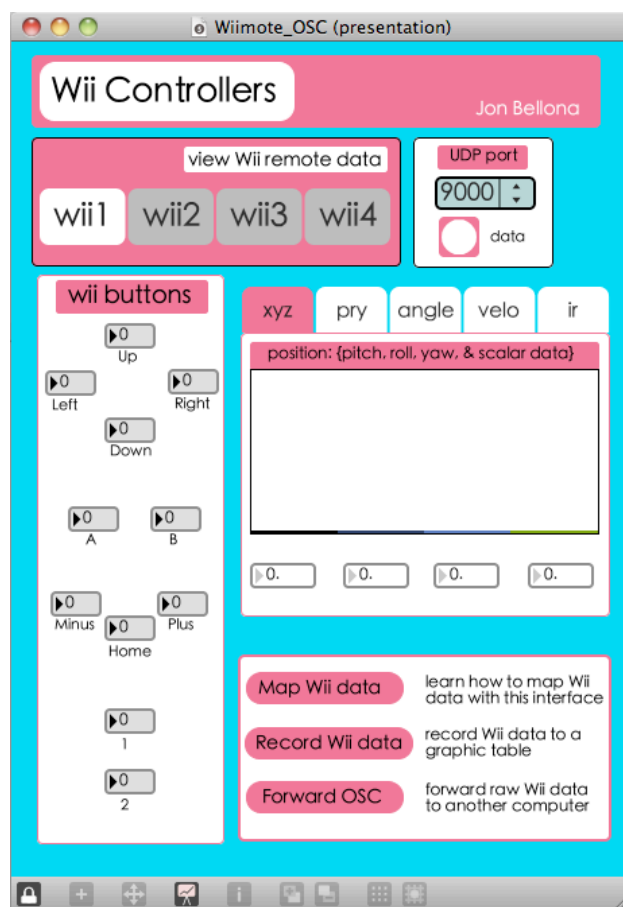 Wiimote_OSC (presentation)
Wii Controllers
Jon Bellona
view Wii remote data
wii1 wii2 wii3 wii4
UDP port
9000
data
wii buttons
0
Up
0 0
Left Right
0
Down
0 0
A B
0 0
Minus 0 Plus
Home
0
1
0
2
xyz pry angle velo ir
position: {pitch, roll, yaw, & scalar data}
0. 0. 0. 0.
Map Wii data
learn how to map Wii
data with this interface
Record Wii data
record Wii data to a
graphic table
Forward OSC
forward raw Wii data
to another computer